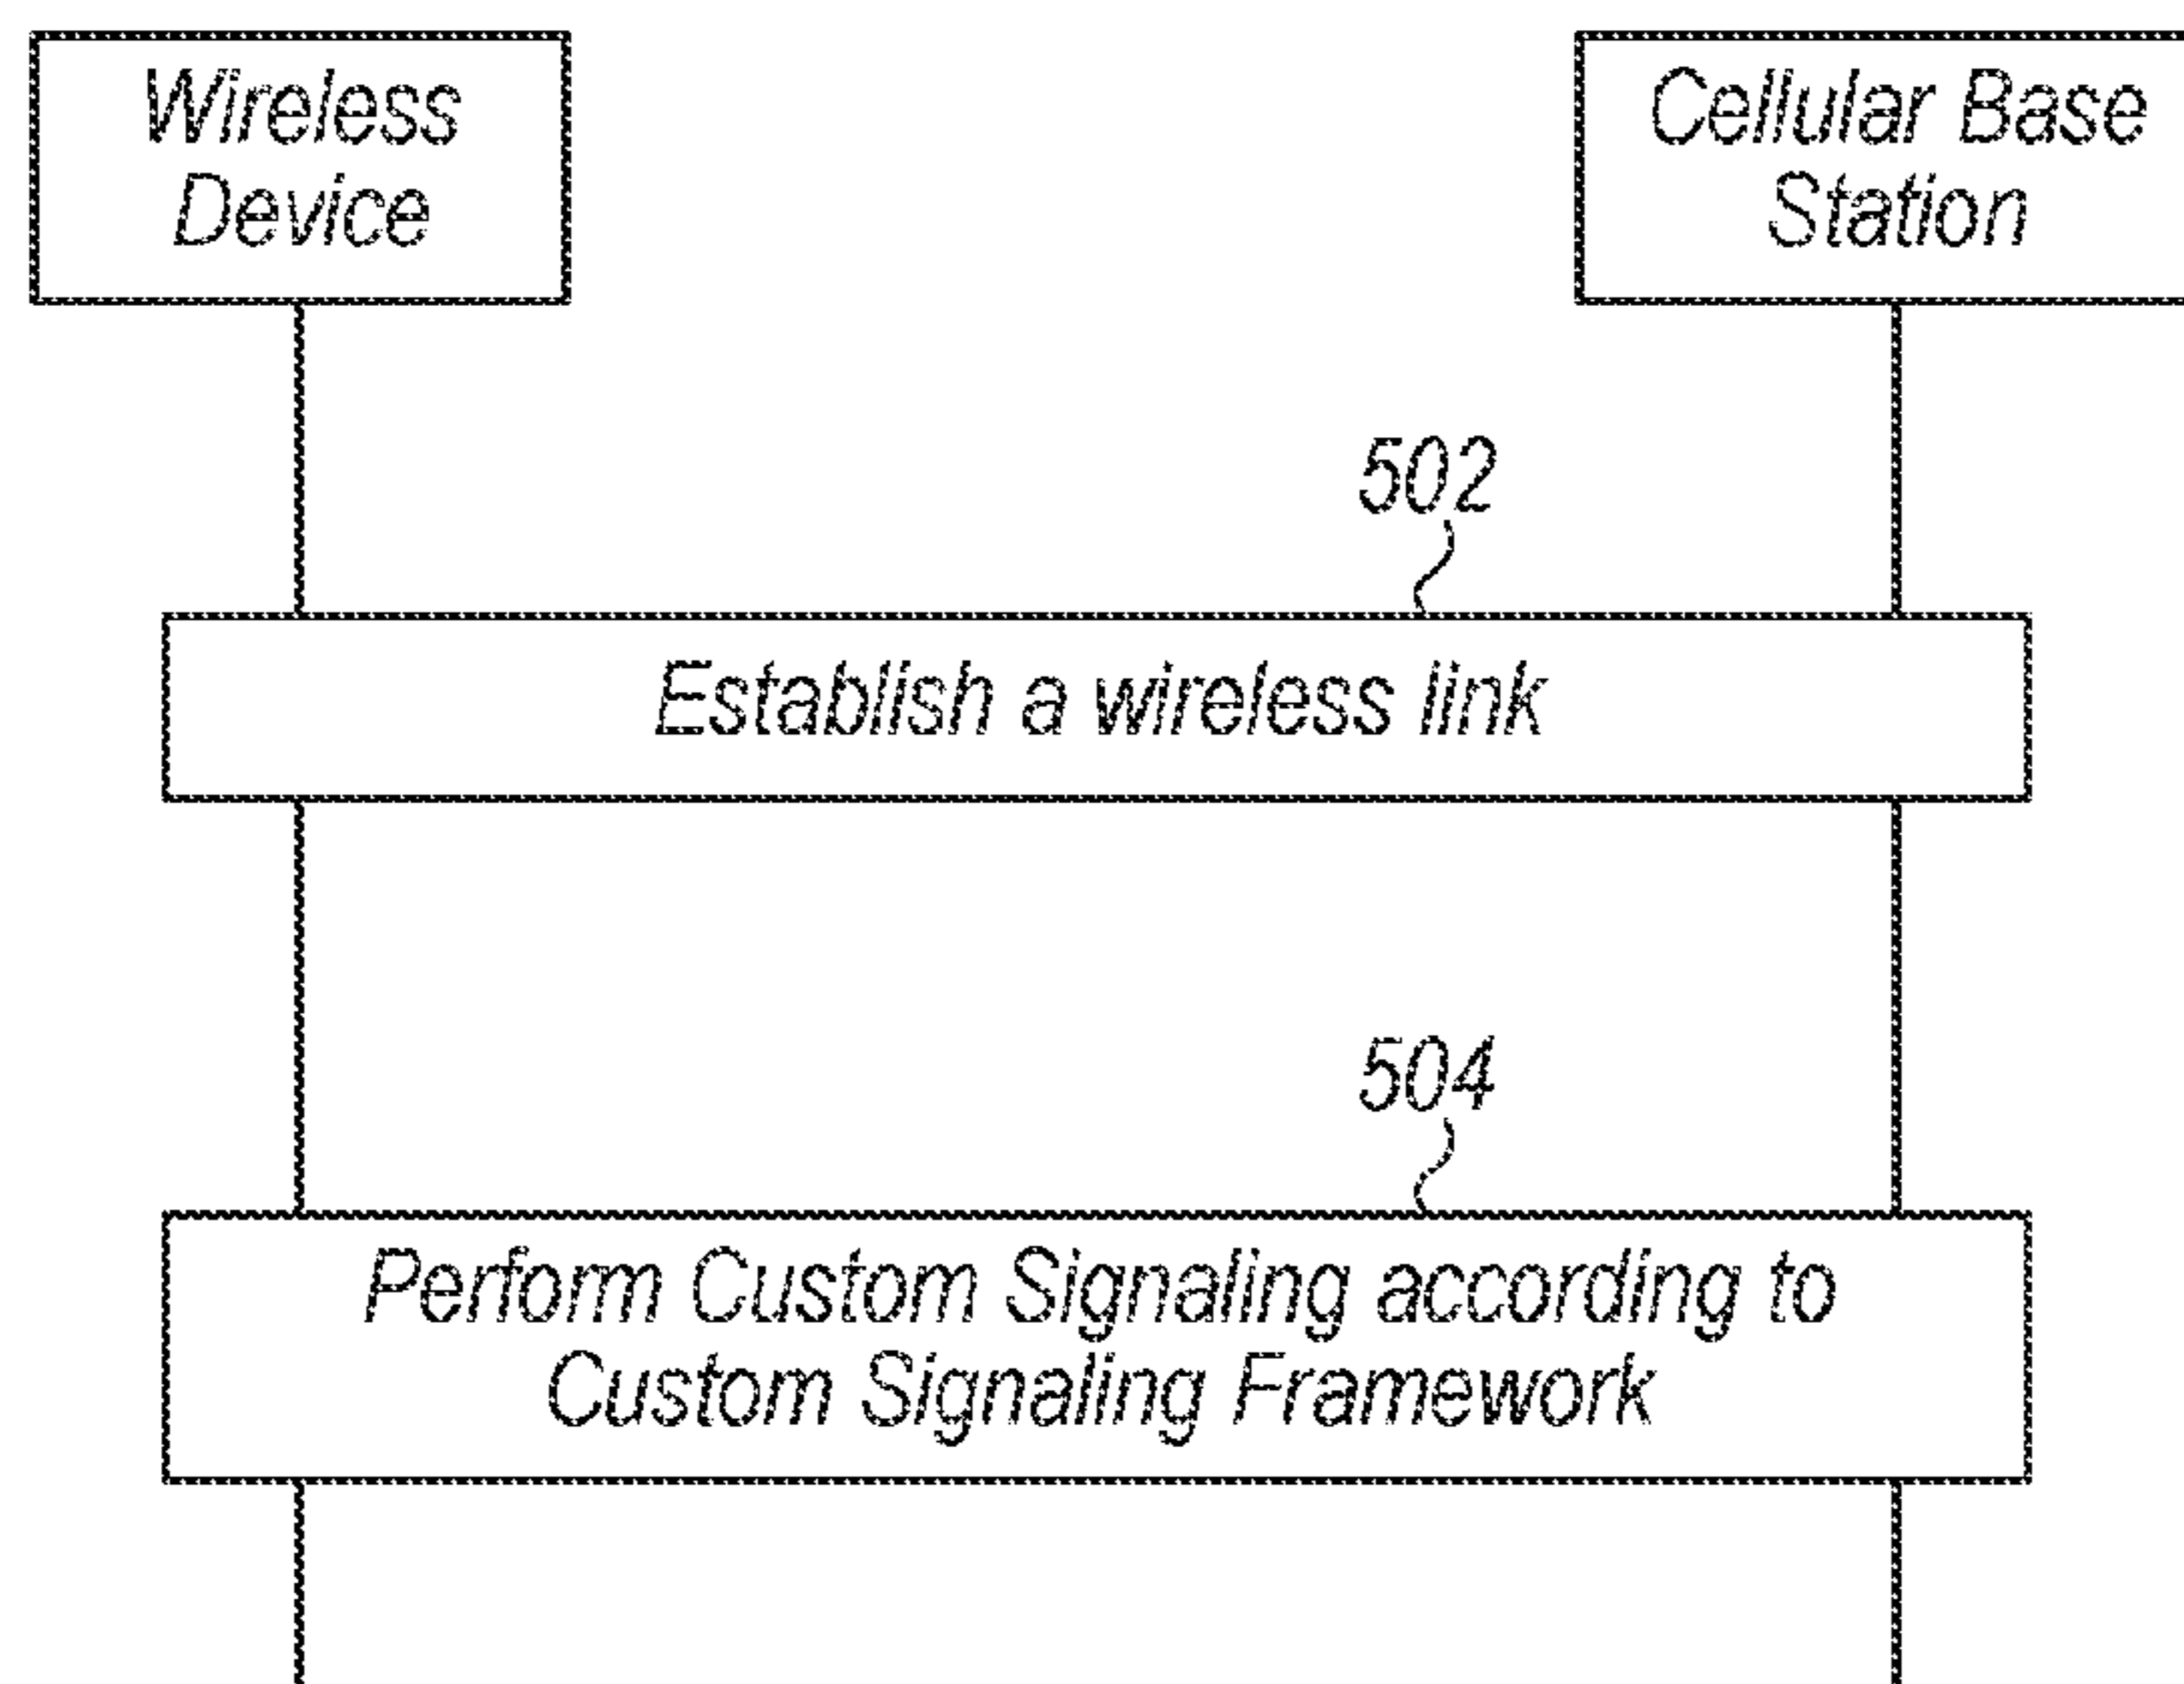 Wireless
Device
Cellular Base
Station
502
Establish a wireless link
504
Perform Custom Signaling according to
Custom Signaling Framework